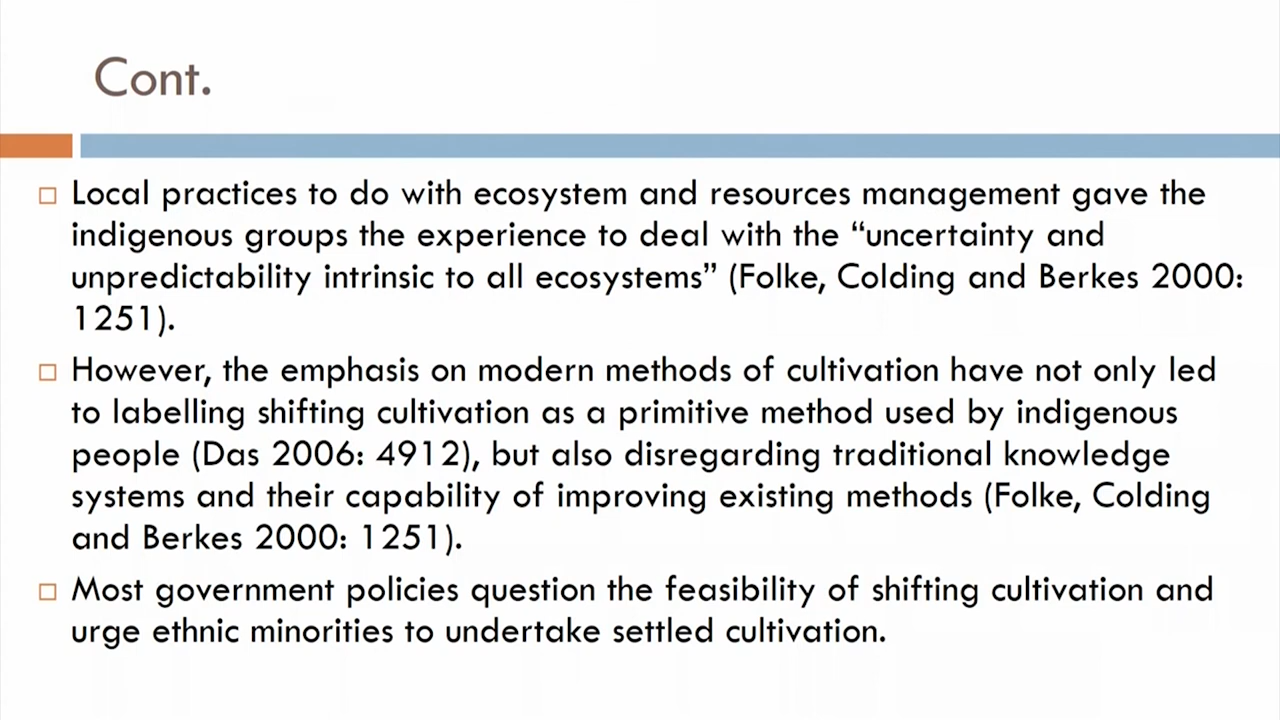 Cont.
Local practices to do with ecosystem and resources management gave the
indigenous groups the experience to deal with the “uncertainty and
unpredictability intrinsic to all ecosystems” (Folke, Colding and Berkes 2000:
1251).
However, the emphasis on modern methods of cultivation have not only led
to labelling shifting cultivation as a primitive method used by indigenous
people (Das 2006: 4912), but also disregarding traditional knowledge
systems and their capability of improving existing methods (Folke, Colding
and Berkes 2000: 1251).
Most government policies question the feasibility of shifting cultivation and
urge ethnic minorities to undertake settled cultivation.